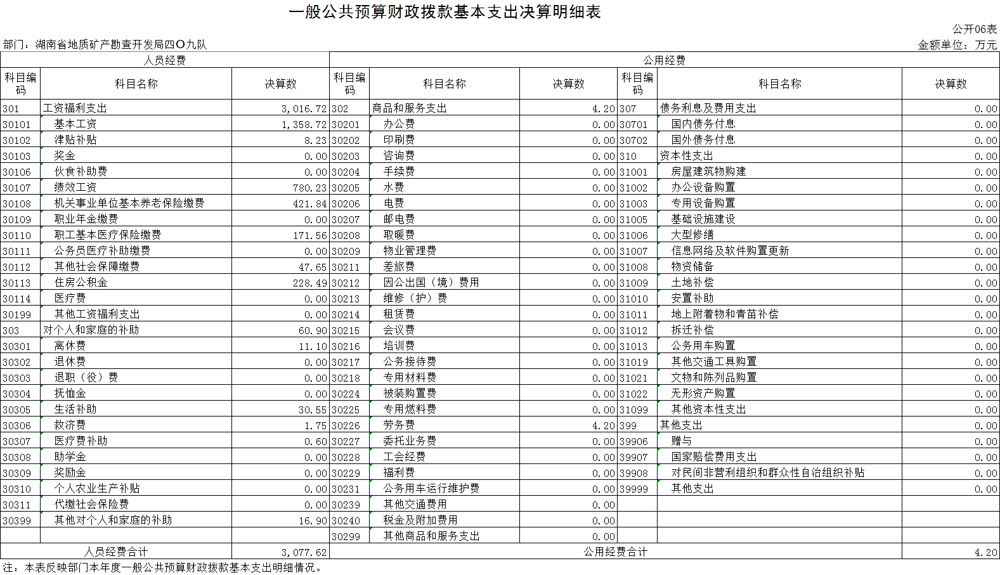 一般公共预算财政拨款基本支出决算明细表
公开06表
部门：湖南省地质矿产勘查开发局四〇九队 金额单位：万元
人员经费 公用经费
科目编码 科目名称 决算数 科目编码 科目名称 决算数 科目编码 科目名称 决算数
301 工资福利支出 3,016.72 302 商品和服务支出 4.20 307 债务利息及费用支出 0.00
30101 基本工资 1,358.72 30201 办公费 0.00 30701 国内债务付息 0.00
30102 津贴补贴 8.23 30202 印刷费 0.00 30702 国外债务付息 0.00
30103 奖金 0.00 30203 咨询费 0.00 310 资本性支出 0.00
30106 伙食补助费 0.00 30204 手续费 0.00 31001 房屋建筑物购建 0.00
30107 绩效工资 780.23 30205 水费 0.00 31002 办公设备购置 0.00
30108 机关事业单位基本养老保险缴费 421.84 30206 电费 0.00 31003 专用设备购置 0.00
30109 职业年金缴费 0.00 30207 邮电费 0.00 31005 基础设施建设 0.00
30110 职工基本医疗保险缴费 171.56 30208 取暖费 0.00 31006 大型修缮 0.00
30111 公务员医疗补助缴费 0.00 30209 物业管理费 0.00 31007 信息网络及软件购置更新 0.00
30112 其他社会保障缴费 47.65 30211 差旅费 0.00 31008 物资储备 0.00
30113 住房公积金 228.49 30212 因公出国（境）费用 0.00 31009 土地补偿 0.00
30114 医疗费 0.00 30213 维修（护）费 0.00 31010 安置补助 0.00
30199 其他工资福利支出 0.00 30214 租赁费 0.00 31011 地上附着物和青苗补偿 0.00
303 对个人和家庭的补助 60.90 30215 会议费 0.00 31012 拆迁补偿 0.00
30301 离休费 11.10 30216 培训费 0.00 31013 公务用车购置 0.00
30302 退休费 0.00 30217 公务接待费 0.00 31019 其他交通工具购置 0.00
30303 退职（役）费 0.00 30218 专用材料费 0.00 31021 文物和陈列品购置 0.00
30304 抚恤金 0.00 30224 被装购置费 0.00 31022 无形资产购置 0.00
30305 生活补助 30.55 30225 专用燃料费 0.00 31099 其他资本性支出 0.00
30306 救济费 1.75 30226 劳务费 4.20 399 其他支出 0.00
30307 医疗费补助 0.60 30227 委托业务费 0.00 39906 赠与 0.00
30308 助学金 0.00 30228 工会经费 0.00 39907 国家赔偿费用支出 0.00
30309 奖励金 0.00 30229 福利费 0.00 39908 对民间非营利组织和群众性自治组织补贴 0.00
30310 个人农业生产补贴 0.00 30231 公务用车运行维护费 0.00 39999 其他支出 0.00
30311 代缴社会保险费 0.00 30239 其他交通费用 0.00
30399 其他对个人和家庭的补助 16.90 30240 税金及附加费用 0.00
30299 其他商品和服务支出 0.00
人员经费合计 3,077.62 公用经费合计 4.20
注：本表反映部门本年度一般公共预算财政拨款基本支出明细情况。